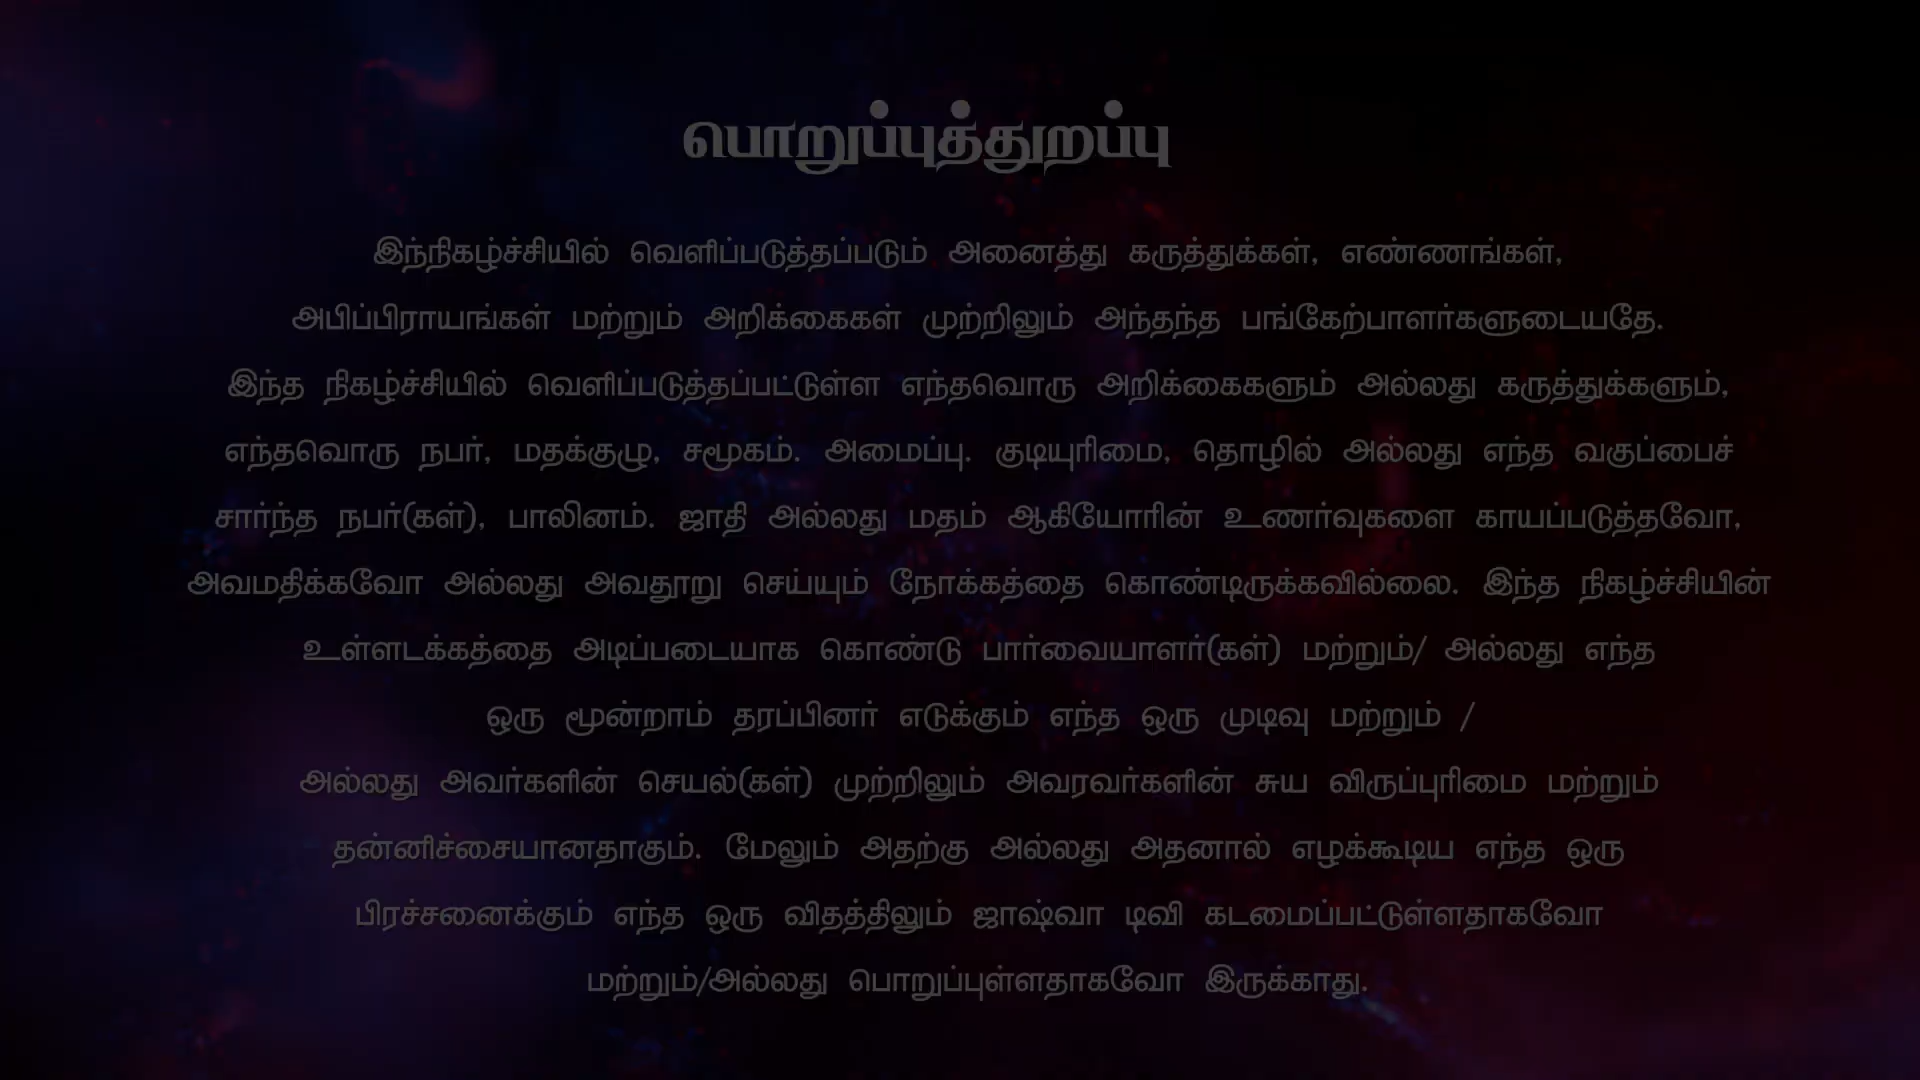 பொறுப்புத்துறப்பு
இந்நிகழ்ச்சியில் வெளிப்படுத்தப்படும் அனைத்து கருத்துக்கள், எண்ணங்கள்,
அபிப்பிராயங்கள் மற்றும் அறிக்கைகள் முற்றிலும் அந்தந்த பங்கேற்பாளர்களுடையதே.
இந்த நிகழ்ச்சியில் வெளிப்படுத்தப்பட்டுள்ள எந்தவொரு அறிக்கைகளும் அல்லது கருத்துக்களும்,
எந்தவொரு நபர், மதக்குழு, சமூகம். அமைப்பு. குடியுரிமை, தொழில் அல்லது எந்த வகுப்பைச்
சார்ந்த நபர்(கள்), பாலினம். ஜாதி அல்லது மதம் ஆகியோரின் உணர்வுகளை காயப்படுத்தவோ,
அவமதிக்கவோ அல்லது அவதூறு செய்யும் நோக்கத்தை கொண்டிருக்கவில்லை. இந்த நிகழ்ச்சியின்
உள்ளடக்கத்தை அடிப்படையாக கொண்டு பார்வையாளர்(கள்) மற்றும்/ அல்லது எந்த
ஒரு மூன்றாம் தரப்பினர் எடுக்கும் எந்த ஒரு முடிவு மற்றும் /
அல்லது அவர்களின் செயல்(கள்) முற்றிலும் அவரவர்களின் சுய விருப்புரிமை மற்றும்
தன்னிச்சையானதாகும். மேலும் அதற்கு அல்லது அதனால் எழக்கூடிய எந்த ஒரு
பிரச்சனைக்கும் எந்த ஒரு விதத்திலும் ஜாஷ்வா டிவி கடமைப்பட்டுள்ளதாகவோ
மற்றும்/அல்லது பொறுப்புள்ளதாகவோ இருக்காது.